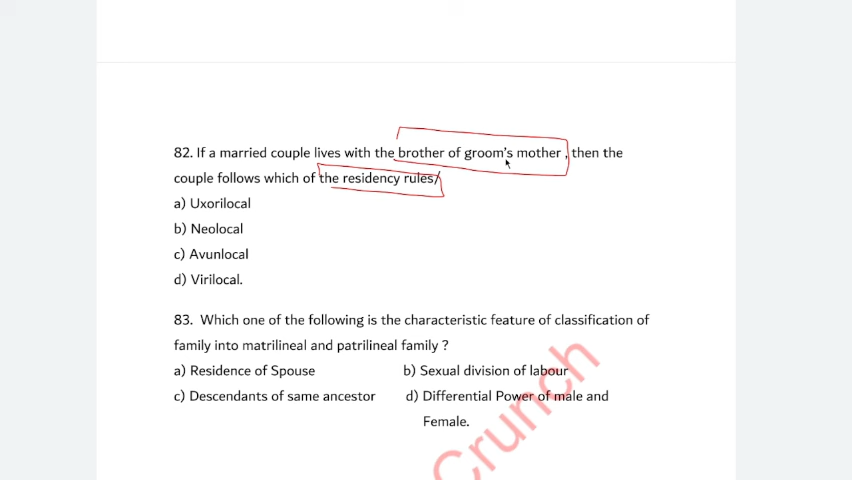 82. If a married couple lives with the brother of groom's mother , then the
couple follows which of the residency rules/
a) Uxorilocal
b) Neolocal
c) Avunlocal
d) Virilocal.
83. Which one of the following is the characteristic feature of classification of
family into matrilineal and patrilineal family ?
a) Residence of Spouse b) Sexual division of labour
c) Descendants of same ancestor d) Differential Power of male and
Female.
Crunch